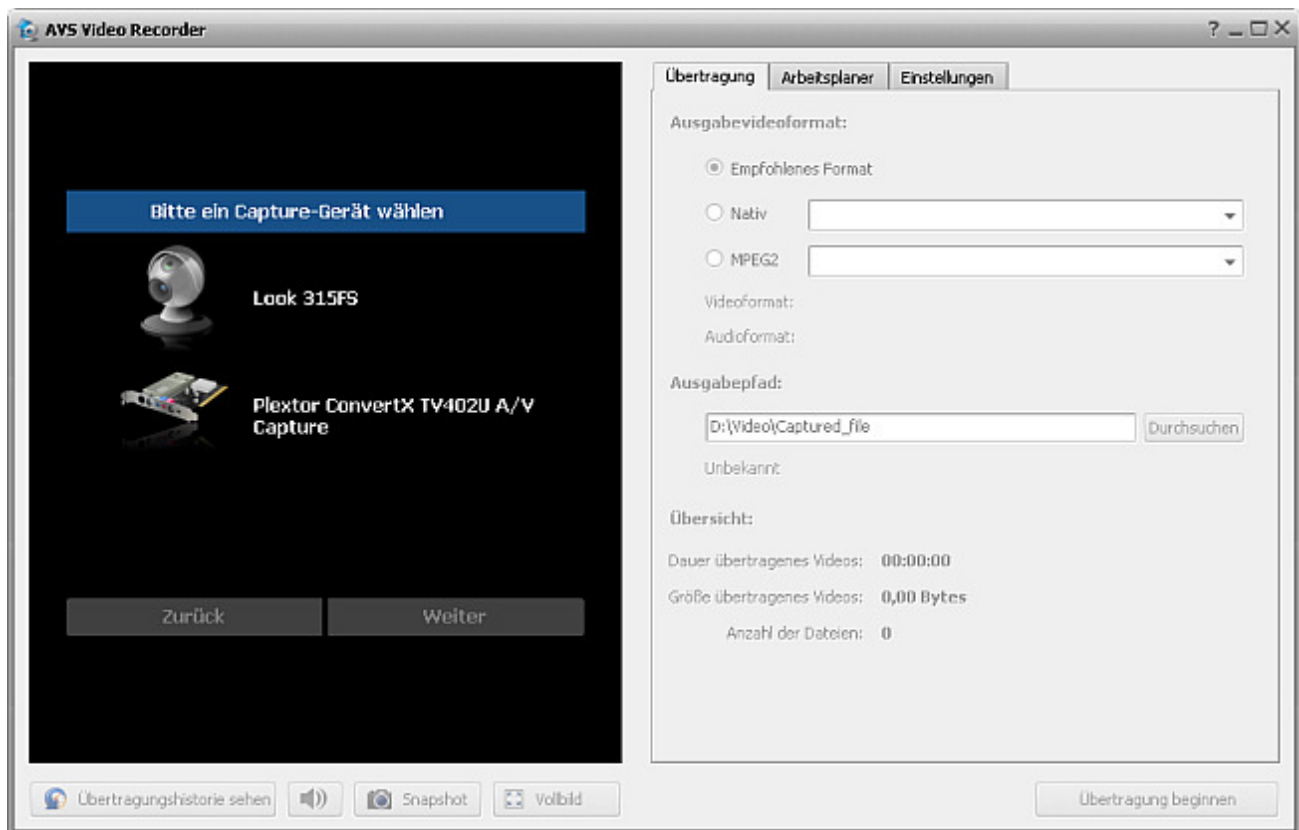 AVS Video Recorder
?
Bitte ein Capture-Gerät wählen
Look 315FS
Plextor ConvertX TV402U A/V
Capture
Zurück Weiter
Übertragungshistorie sehen Snapshot Vollbild
Übertragung Arbeitsplaner Einstellungen
Ausgabevideoformat:
Empfohlenes Format
Nativ
MPEG2
Videoformat:
Audioformat:
Ausgabepfad:
D:\Video\Captured_file Durchsuchen
Unbekannt
Übersicht:
Dauer übertragenes Videos: 00:00:00
Größe übertragenes Videos: 0,00 Bytes
Anzahl der Dateien: 0
Übertragung beginnen